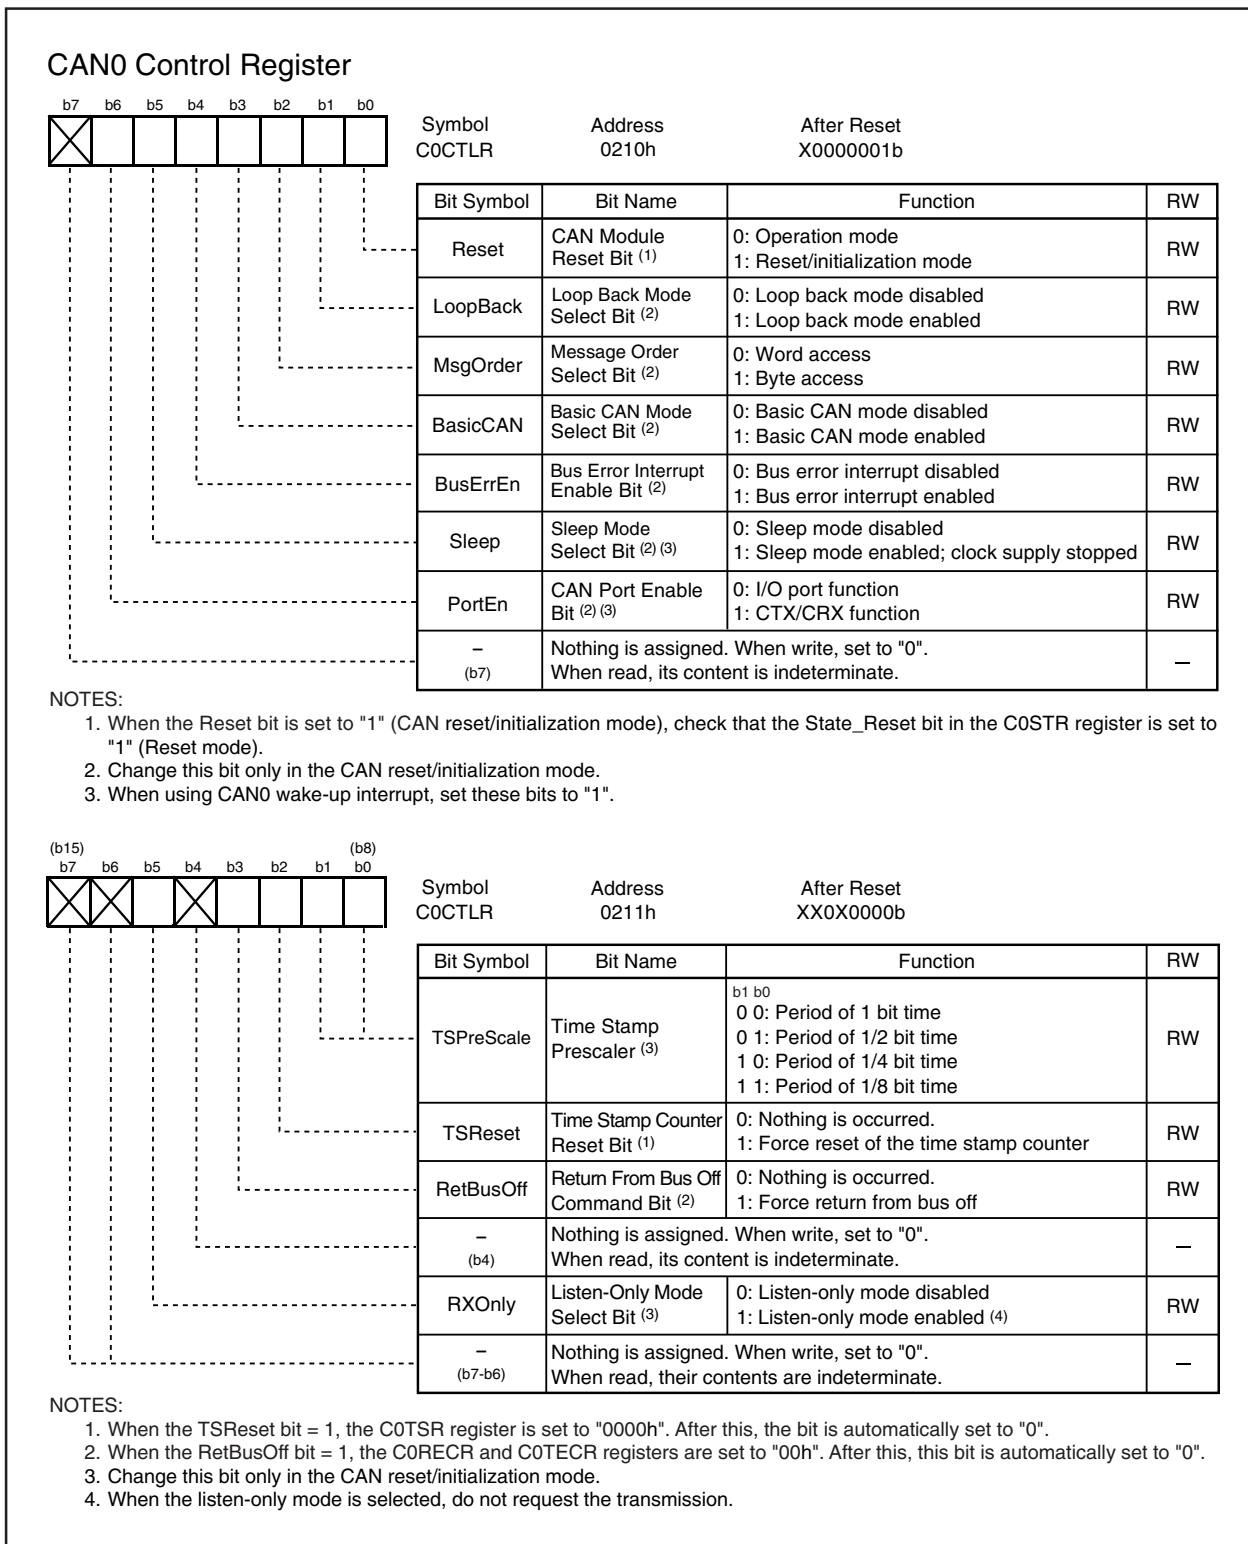 CAN0 Control Register
b7 b6 b5 b4 b3 b2 b1 b0
Symbol Address After Reset
C0CTLR 0210h X0000001b
Bit Symbol Bit Name Function RW
Reset CAN Module Reset Bit (1) 0: Operation mode RW
1: Reset/initialization mode
LoopBack Loop Back Mode Select Bit (2) 0: Loop back mode disabled RW
1: Loop back mode enabled
MsgOrder Message Order Select Bit (2) 0: Word access RW
1: Byte access
BasicCAN Basic CAN Mode Select Bit (2) 0: Basic CAN mode disabled RW
1: Basic CAN mode enabled
BusErrEn Bus Error Interrupt Enable Bit (2) 0: Bus error interrupt disabled RW
1: Bus error interrupt enabled
Sleep Sleep Mode Select Bit (2) (3) 0: Sleep mode disabled RW
1: Sleep mode enabled; clock supply stopped
PortEn CAN Port Enable Bit (2) (3) 0: I/O port function RW
1: CTX/CRX function
– (b7) Nothing is assigned. When write, set to "0". –
When read, its content is indeterminate.
NOTES:
1. When the Reset bit is set to "1" (CAN reset/initialization mode), check that the State_Reset bit in the C0STR register is set to
"1" (Reset mode).
2. Change this bit only in the CAN reset/initialization mode.
3. When using CAN0 wake-up interrupt, set these bits to "1".
(b15) (b8)
b7 b6 b5 b4 b3 b2 b1 b0
Symbol Address After Reset
C0CTLR 0211h XX0X0000b
Bit Symbol Bit Name Function RW
TSPreScale Time Stamp Prescaler (3) b1 b0 RW
0 0: Period of 1 bit time
0 1: Period of 1/2 bit time
1 0: Period of 1/4 bit time
1 1: Period of 1/8 bit time
TSReset Time Stamp Counter Reset Bit (1) 0: Nothing is occurred. RW
1: Force reset of the time stamp counter
RetBusOff Return From Bus Off Command Bit (2) 0: Nothing is occurred. RW
1: Force return from bus off
– (b4) Nothing is assigned. When write, set to "0". –
When read, its content is indeterminate.
RXOnly Listen-Only Mode Select Bit (3) 0: Listen-only mode disabled RW
1: Listen-only mode enabled (4)
– (b7-b6) Nothing is assigned. When write, set to "0". –
When read, their contents are indeterminate.
NOTES:
1. When the TSReset bit = 1, the C0TSR register is set to "0000h". After this, the bit is automatically set to "0".
2. When the RetBusOff bit = 1, the C0RECR and C0TECR registers are set to "00h". After this, this bit is automatically set to "0".
3. Change this bit only in the CAN reset/initialization mode.
4. When the listen-only mode is selected, do not request the transmission.